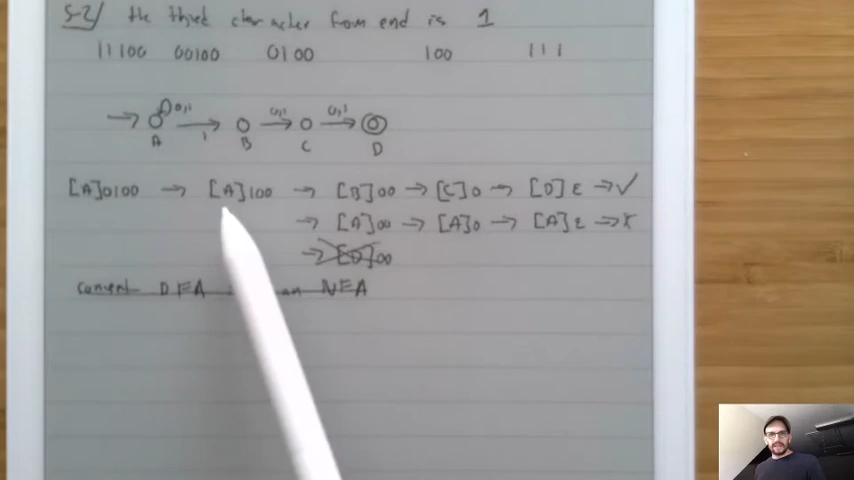 S-2/ the third character from end is 1
11100 00100 0100 100 111
0,1 1 0,1 0,1
A B C D
[A]0100 → [A]100 → [B]00 → [C]0 → [D]ε → ✓
→ [A]00 → [A]0 → [A]ε → ✗
→ [D]00
convert DFA an NFA